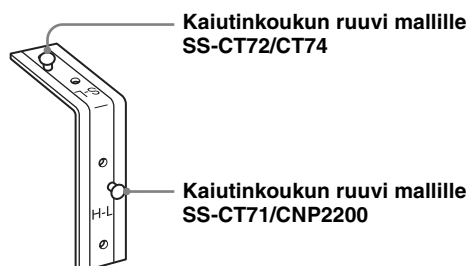 Kaiutinkoukun ruuvi mallille
SS-CT72/CT74
Kaiutinkoukun ruuvi mallille
SS-CT71/CNP2200
H-L